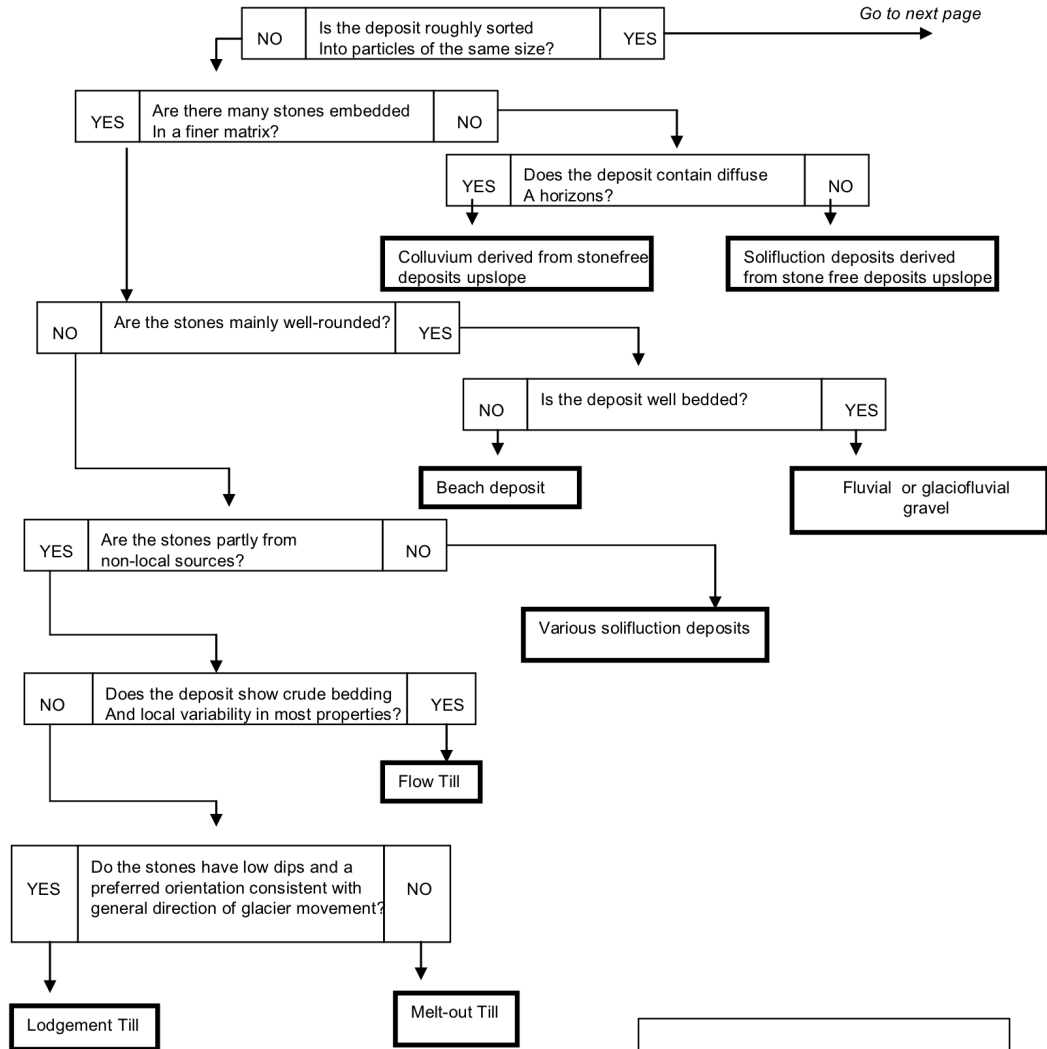 Go to next page
NO
Is the deposit roughly sorted
Into particles of the same size?
YES
YES
Are there many stones embedded
In a finer matrix?
NO
YES
Does the deposit contain diffuse
A horizons?
NO
Colluvium derived from stonefree
deposits upslope
Solifluction deposits derived
from stone free deposits upslope
NO
Are the stones mainly well-rounded?
YES
NO
Is the deposit well bedded?
YES
Beach deposit
Fluvial or glaciofluvial
gravel
YES
Are the stones partly from
non-local sources?
NO
Various solifluction deposits
NO
Does the deposit show crude bedding
And local variability in most properties?
YES
Flow Till
YES
Do the stones have low dips and a
preferred orientation consistent with
general direction of glacier movement?
NO
Lodgement Till
Melt-out Till